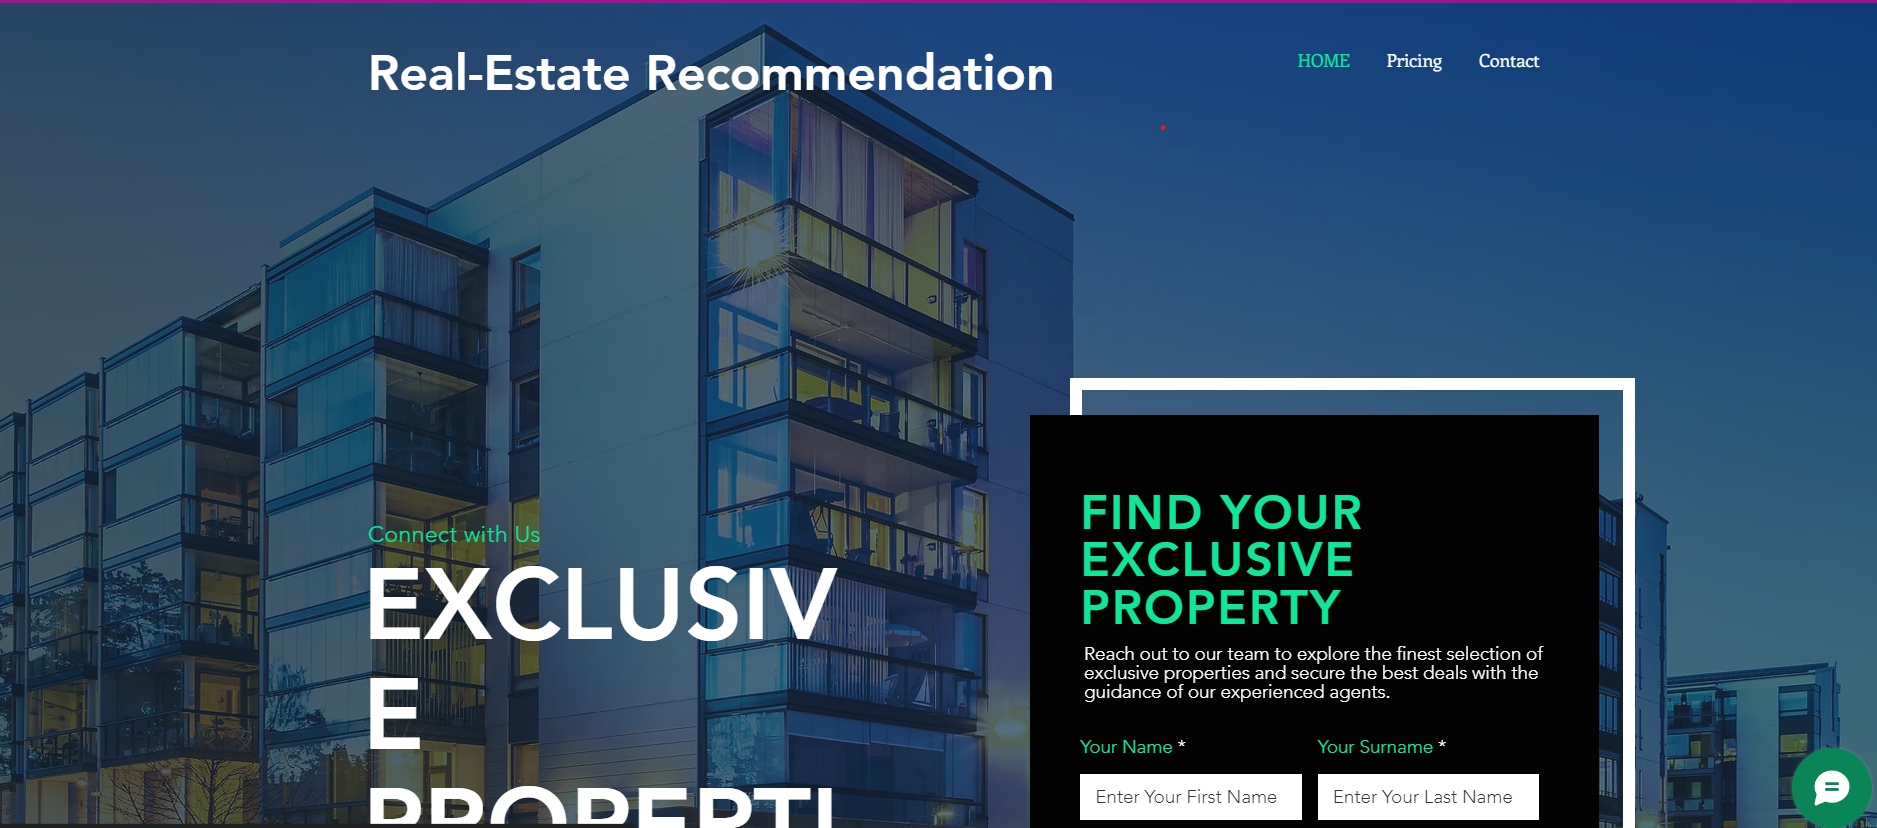 Real-Estate Recommendation
HOME
Pricing
Contact
Connect with Us
EXCLUSIV
E
PROPERTI
FIND YOUR
EXCLUSIVE
PROPERTY
Reach out to our team to explore the finest selection of
exclusive properties and secure the best deals with the
guidance of our experienced agents.
Your Name *
Your Surname *
Enter Your First Name
Enter Your Last Name